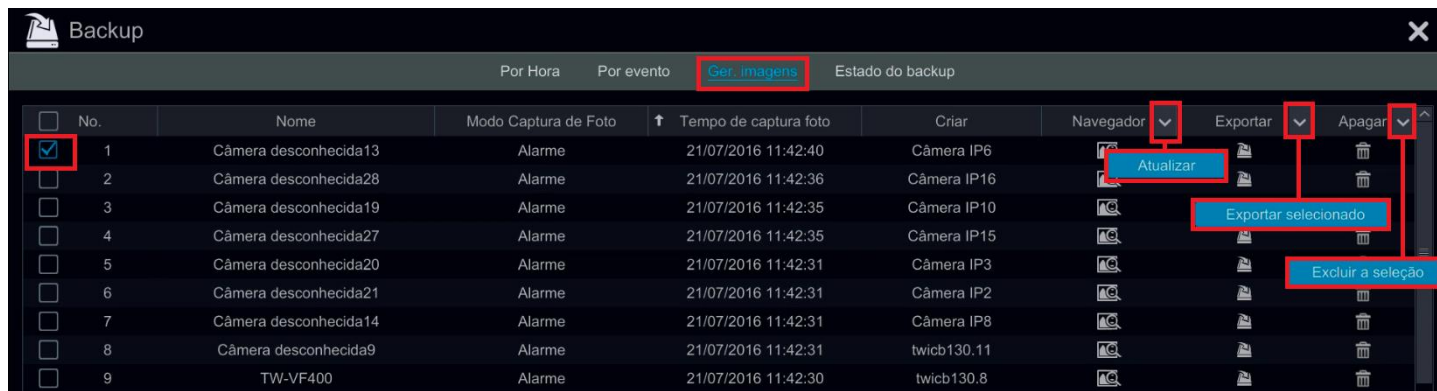 Backup
Por Hora Por evento Ger. imagens Estado do backup
No. Nome Modo Captura de Foto Tempo de captura foto Criar Navegador Exportar Apagar
1 Câmera desconhecida13 Alarme 21/07/2016 11:42:40 Câmera IP6
Atualizar
2 Câmera desconhecida28 Alarme 21/07/2016 11:42:36 Câmera IP16
3 Câmera desconhecida19 Alarme 21/07/2016 11:42:35 Câmera IP10
Exportar selecionado
4 Câmera desconhecida27 Alarme 21/07/2016 11:42:35 Câmera IP15
5 Câmera desconhecida20 Alarme 21/07/2016 11:42:31 Câmera IP3
Excluir a seleção
6 Câmera desconhecida21 Alarme 21/07/2016 11:42:31 Câmera IP2
7 Câmera desconhecida14 Alarme 21/07/2016 11:42:31 Câmera IP8
8 Câmera desconhecida9 Alarme 21/07/2016 11:42:31 twicb130.11
9 TW-VF400 Alarme 21/07/2016 11:42:30 twicb130.8